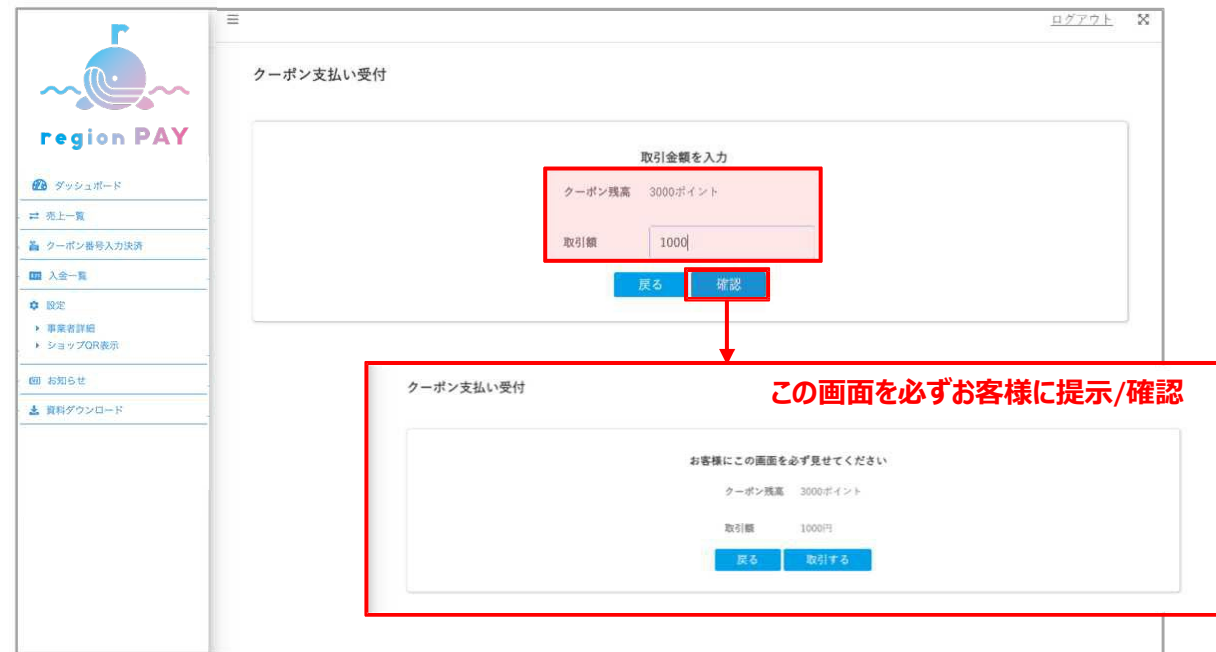 ログアウト
region PAY
ダッシュボード
売上一覧
クーポン番号入力決済
入金一覧
設定
事業者詳細
ショップQR表示
お知らせ
資料ダウンロード
クーポン支払い受付
取引金額を入力
クーポン残高 3000ポイント
取引額 1000
戻る 確認
クーポン支払い受付
この画面を必ずお客様に提示/確認
お客様にこの画面を必ず見せてください
クーポン残高 3000ポイント
取引額 1000円
戻る 取引する